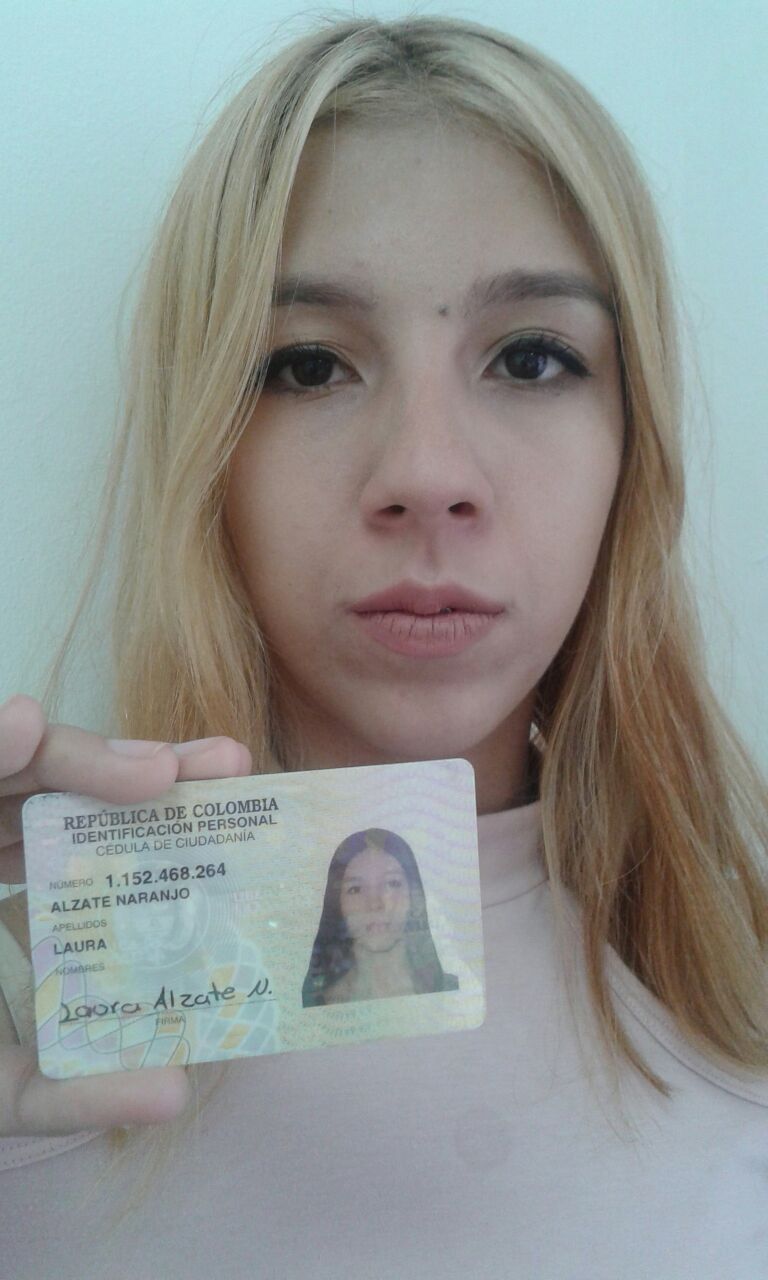 REPÚBLICA DE COLOMBIA
IDENTIFICACIÓN PERSONAL
CEDULA DE CIUDADANÍA
NÚMERO 1.152.468.264
ALZATE NARANJO
APELLIDOS
LAURA
NOMBRES
Laura Alzate N.
FIRMA